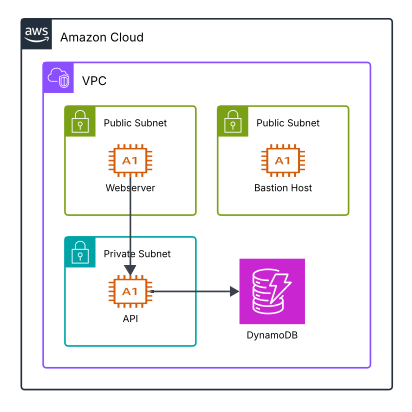 aws
Amazon Cloud
VPC
Public Subnet
A1
Webserver
Public Subnet
A1
Bastion Host
Private Subnet
A1
API
DynamoDB